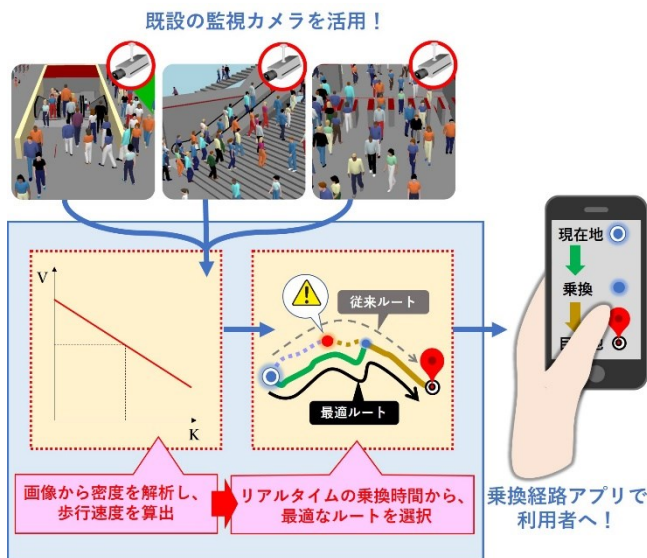 既設の監視カメラを活用！
V
K
従来ルート
最適ルート
画像から密度を解析し、
歩行速度を算出
リアルタイムの乗換時間から、
最適なルートを選択
現在地
乗換
乗換経路アプリで
利用者へ！